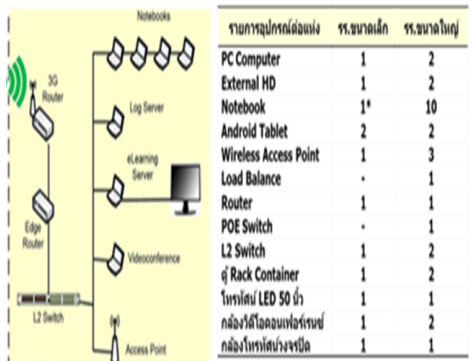 Notebooks
3G
Router
Log Server
eLearning
Server
Edge
Router
Videoconference
L2 Switch
Access Point
รายการอุปกรณ์ต่อแห่ง รร.ขนาดเล็ก รร.ขนาดใหญ่
PC Computer 1 2
External HD 1 2
Notebook 1* 10
Android Tablet 2 2
Wireless Access Point 1 3
Load Balance - 1
Router 1 1
POE Switch - 1
L2 Switch 1 2
ตู้ Rack Container 1 2
โทรทัศน์ LED 50 นิ้ว 1 1
กล้องวีดีโอคอนเฟอร์เรนซ์ 1 2
กล้องโทรทัศน์วงจรปิด 1 1